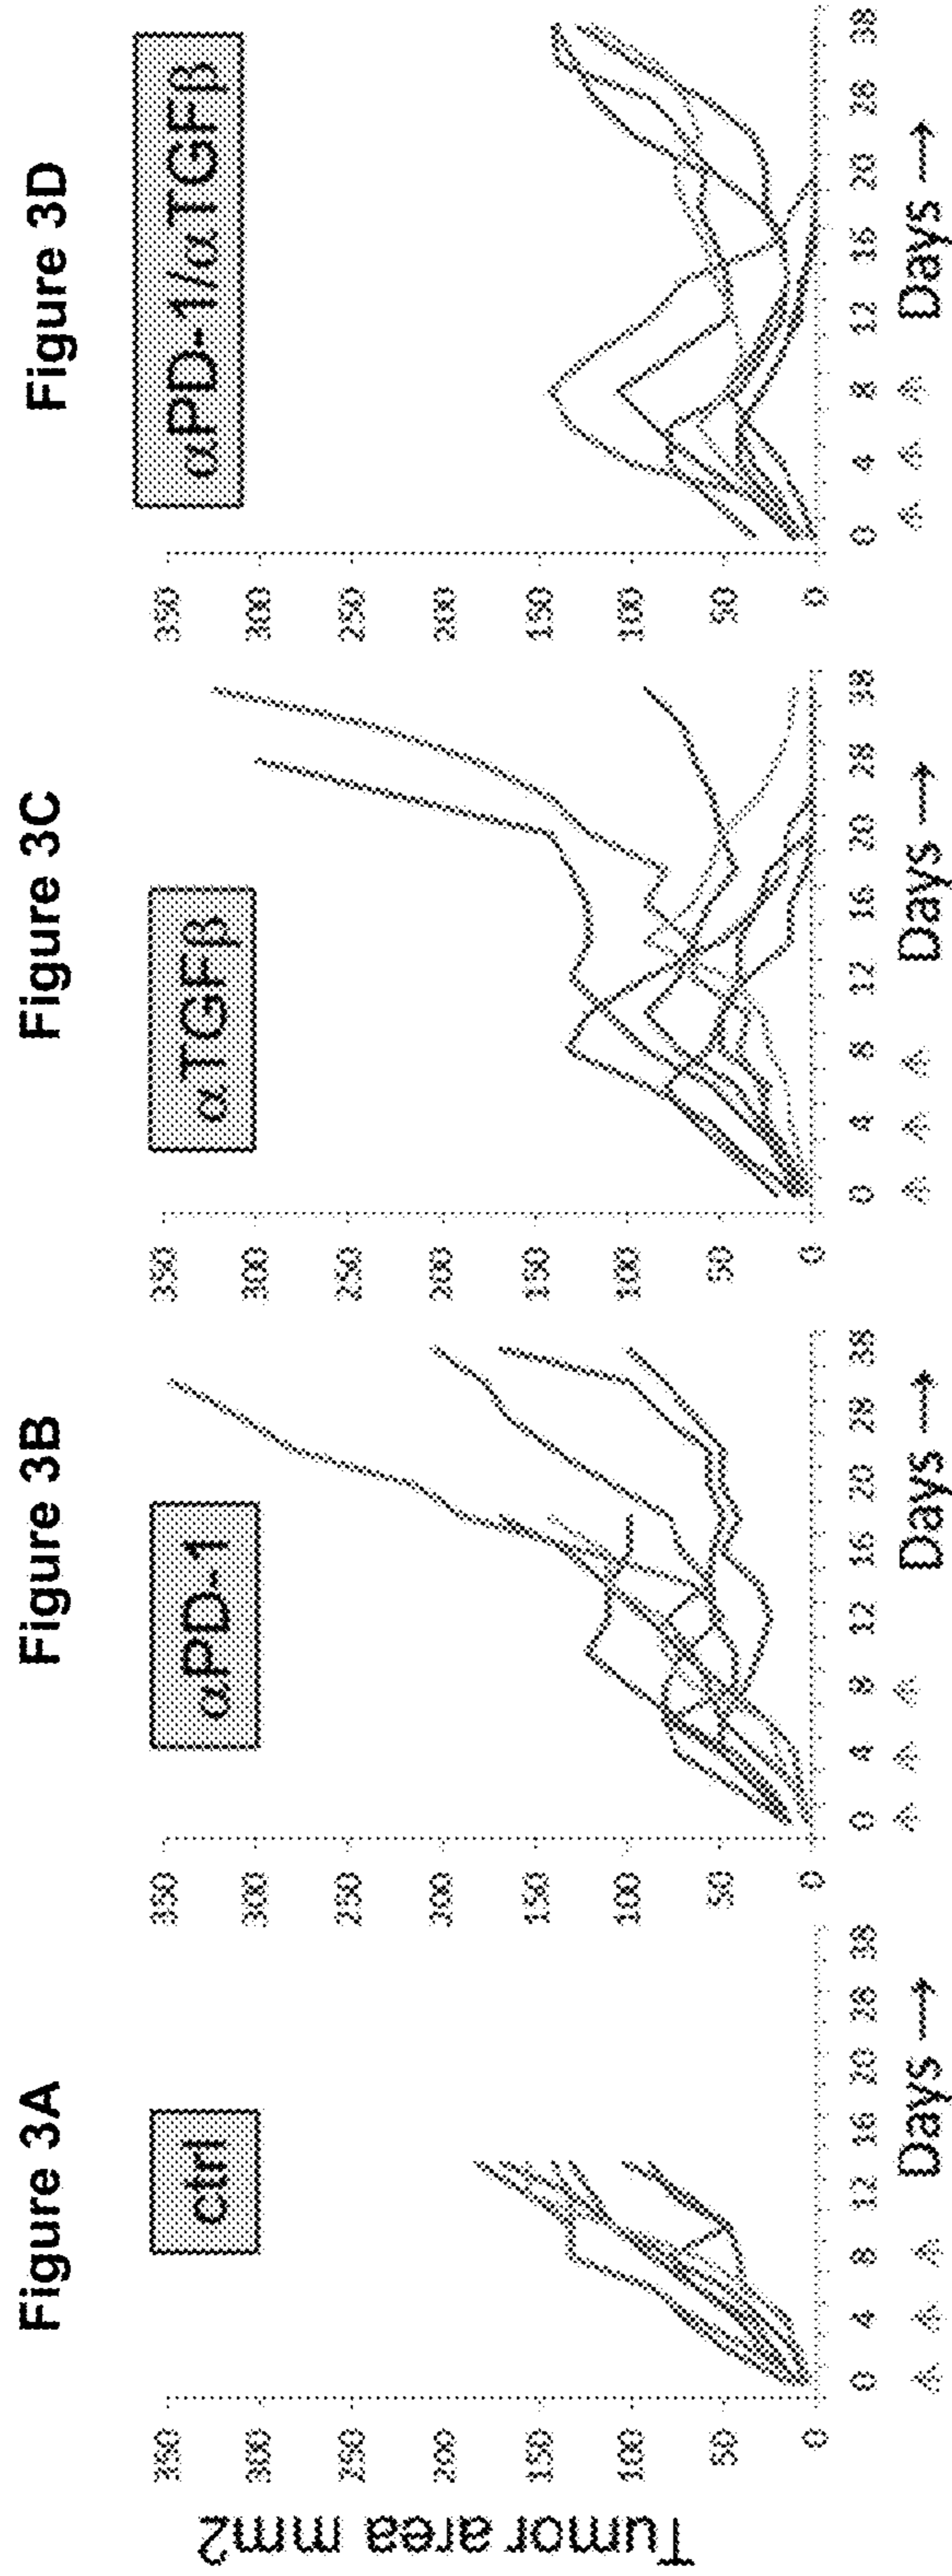 Figure 3A
ctrl
Tumor area mm2
350
300
250
200
150
100
50
0
0 4 8 12 16 20 28 38
Days →
Figure 3B
αPD-1
350
300
250
200
150
100
50
0
0 4 8 12 16 20 28 38
Days →
Figure 3C
αTGFβ
350
300
250
200
150
100
50
0
0 4 8 12 16 20 28 38
Days →
Figure 3D
αPD-1/αTGFβ
350
300
250
200
150
100
50
0
0 4 8 12 16 20 28 38
Days →